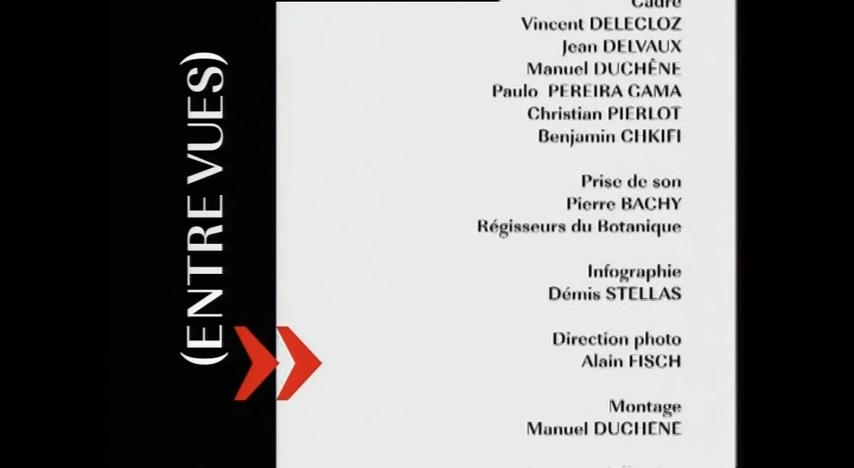 (ENTRE VUES)
Cadre
Vincent DELECLOZ
Jean DELVAUX
Manuel DUCHÊNE
Paulo PEREIRA GAMA
Christian PIERLOT
Benjamin CHKIFI
Prise de son
Pierre BACHY
Régisseurs du Botanique
Infographie
Démis STELLAS
Direction photo
Alain FISCH
Montage
Manuel DUCHENE